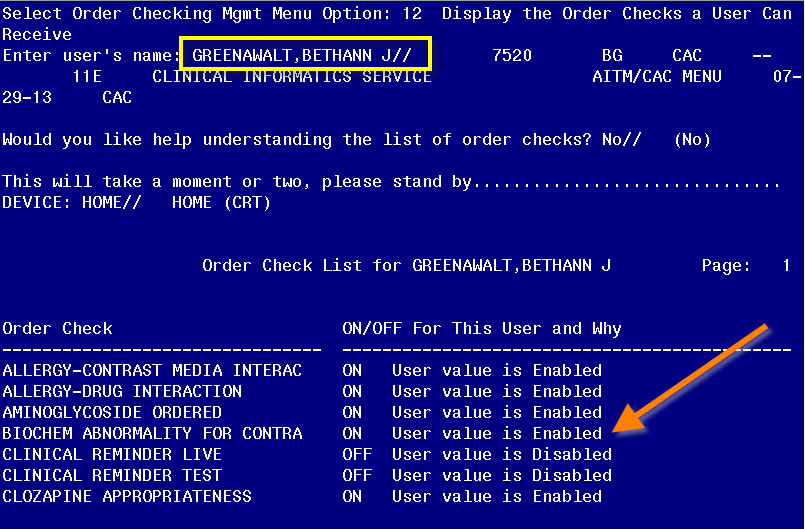 Select Order Checking Mgmt Menu Option: 12  Display the Order Checks a User Can
Receive
Enter user's name: GREENAWALT,BETHANN J//        7520       BG     CAC     --
       11E     CLINICAL INFORMATICS SERVICE                AITM/CAC MENU     07-
29-13     CAC
Would you like help understanding the list of order checks? No//   (No)
This will take a moment or two, please stand by...............................
DEVICE: HOME//   HOME (CRT)
Order Check List for GREENAWALT,BETHANN J         Page:   1
Order Check                       ON/OFF For This User and Why
--------------------------------  ---------------------------------------------
ALLERGY-CONTRAST MEDIA INTERAC    ON   User value is Enabled
ALLERGY-DRUG INTERACTION          ON   User value is Enabled
AMINOGLYCOSIDE ORDERED            ON   User value is Enabled
BIOCHEM ABNORMALITY FOR CONTRA    ON   User value is Enabled
CLINICAL REMINDER LIVE            OFF  User value is Disabled
CLINICAL REMINDER TEST            OFF  User value is Disabled
CLOZAPINE APPROPRIATENESS         ON   User value is Enabled